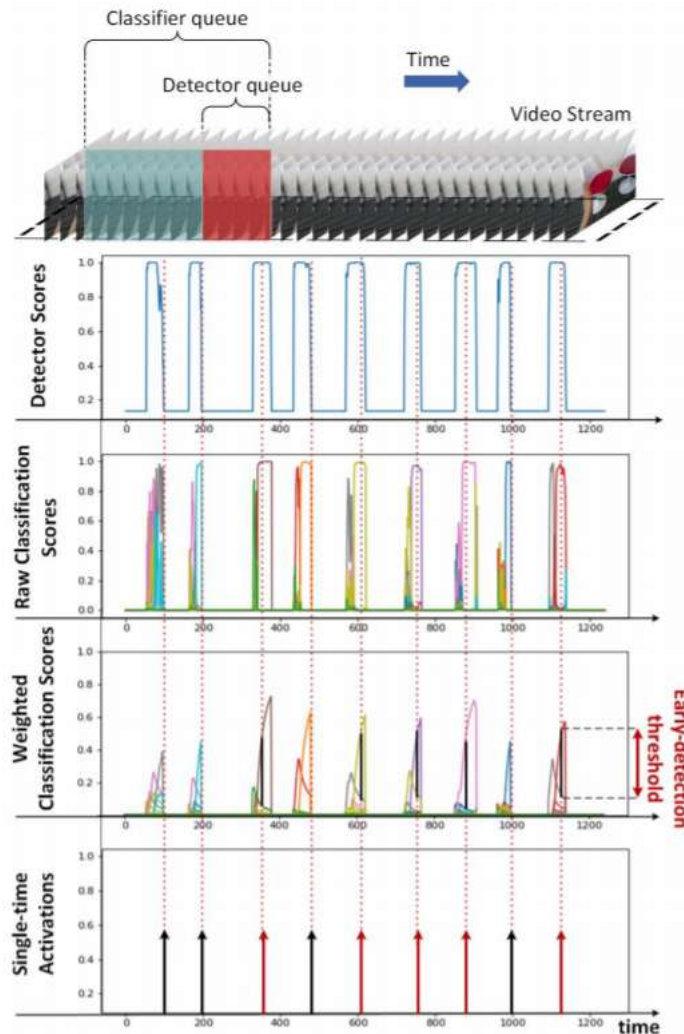 Classifier queue
Time
Detector queue
Video Stream
Detector Scores
1.0
0.8
0.6
0.4
0.2
0 200 400 600 800 1000 1200
Raw Classification
Scores
1.0
0.8
0.6
0.4
0.2
0.0
0 200 400 600 800 1000 1200
Weighted
Classification Scores
1.0
0.8
0.6
0.4
0.2
0 200 400 600 800 1000 1200
Early-detection
threshold
Single-time
Activations
1.0
0.8
0.6
0.4
0.2
0 200 400 600 800 1000 1200
time